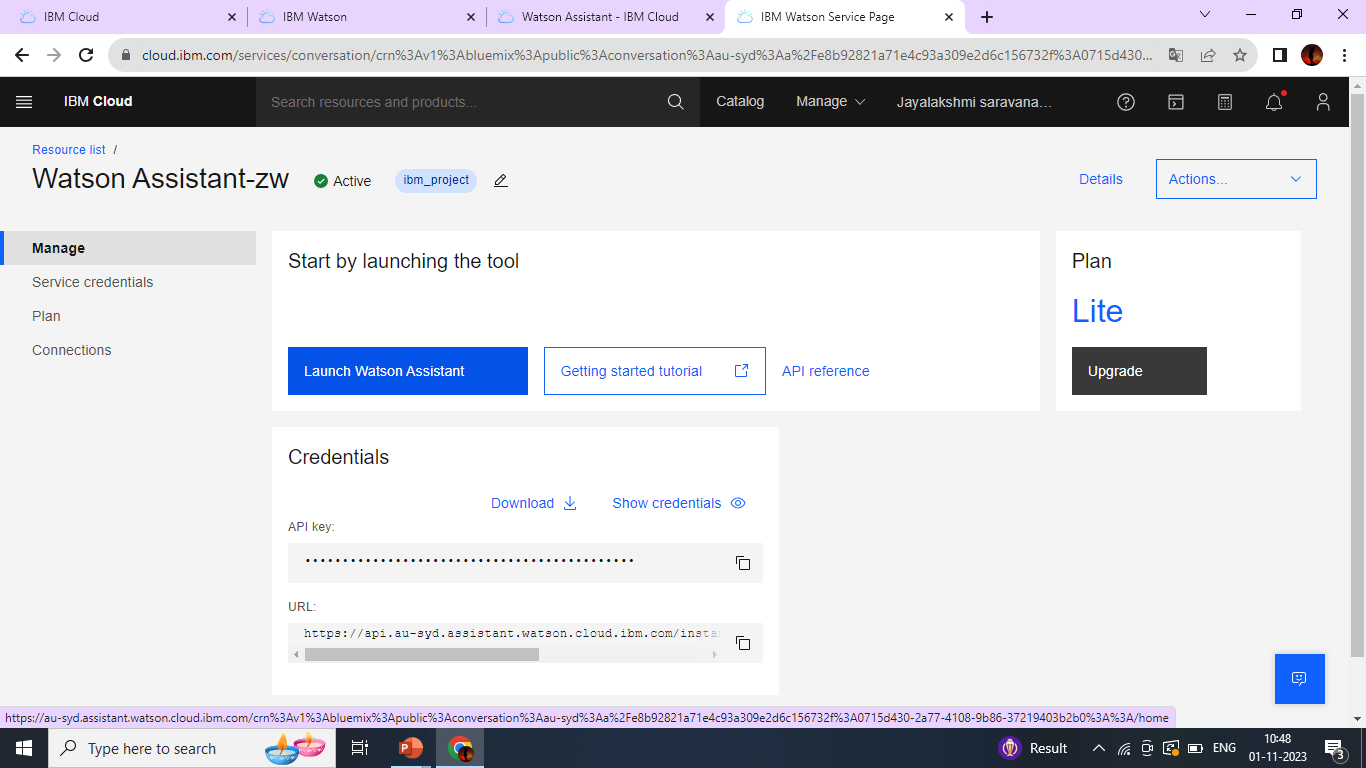 IBM Cloud
IBM Watson
Watson Assistant - IBM Cloud
IBM Watson Service Page
cloud.ibm.com/services/conversation/crn%3Av1%3Abluemix%3Apublic%3Aconversation%3Aau-syd%3Aa%2Fe8b92821a71e4c93a309e2d6c156732f%3A0715d430...
IBM Cloud
Search resources and products...
Catalog
Manage
Jayalakshmi saravana...
Resource list /
Watson Assistant-zw
Active
ibm_project
Details
Actions...
Manage
Service credentials
Plan
Connections
Start by launching the tool
Launch Watson Assistant
Getting started tutorial
API reference
Plan
Lite
Upgrade
Credentials
Download
Show credentials
API key:
••••••••••••••••••••••••••••••••••••••••••••
URL:
https://api.au-syd.assistant.watson.cloud.ibm.com/instan
https://au-syd.assistant.watson.cloud.ibm.com/crn%3Av1%3Abluemix%3Apublic%3Aconversation%3Aau-syd%3Aa%2Fe8b92821a71e4c93a309e2d6c156732f%3A0715d430-2a77-4108-9b86-37219403b2b0%3A%3A/home
Type here to search
Result
ENG
10:48
01-11-2023
3